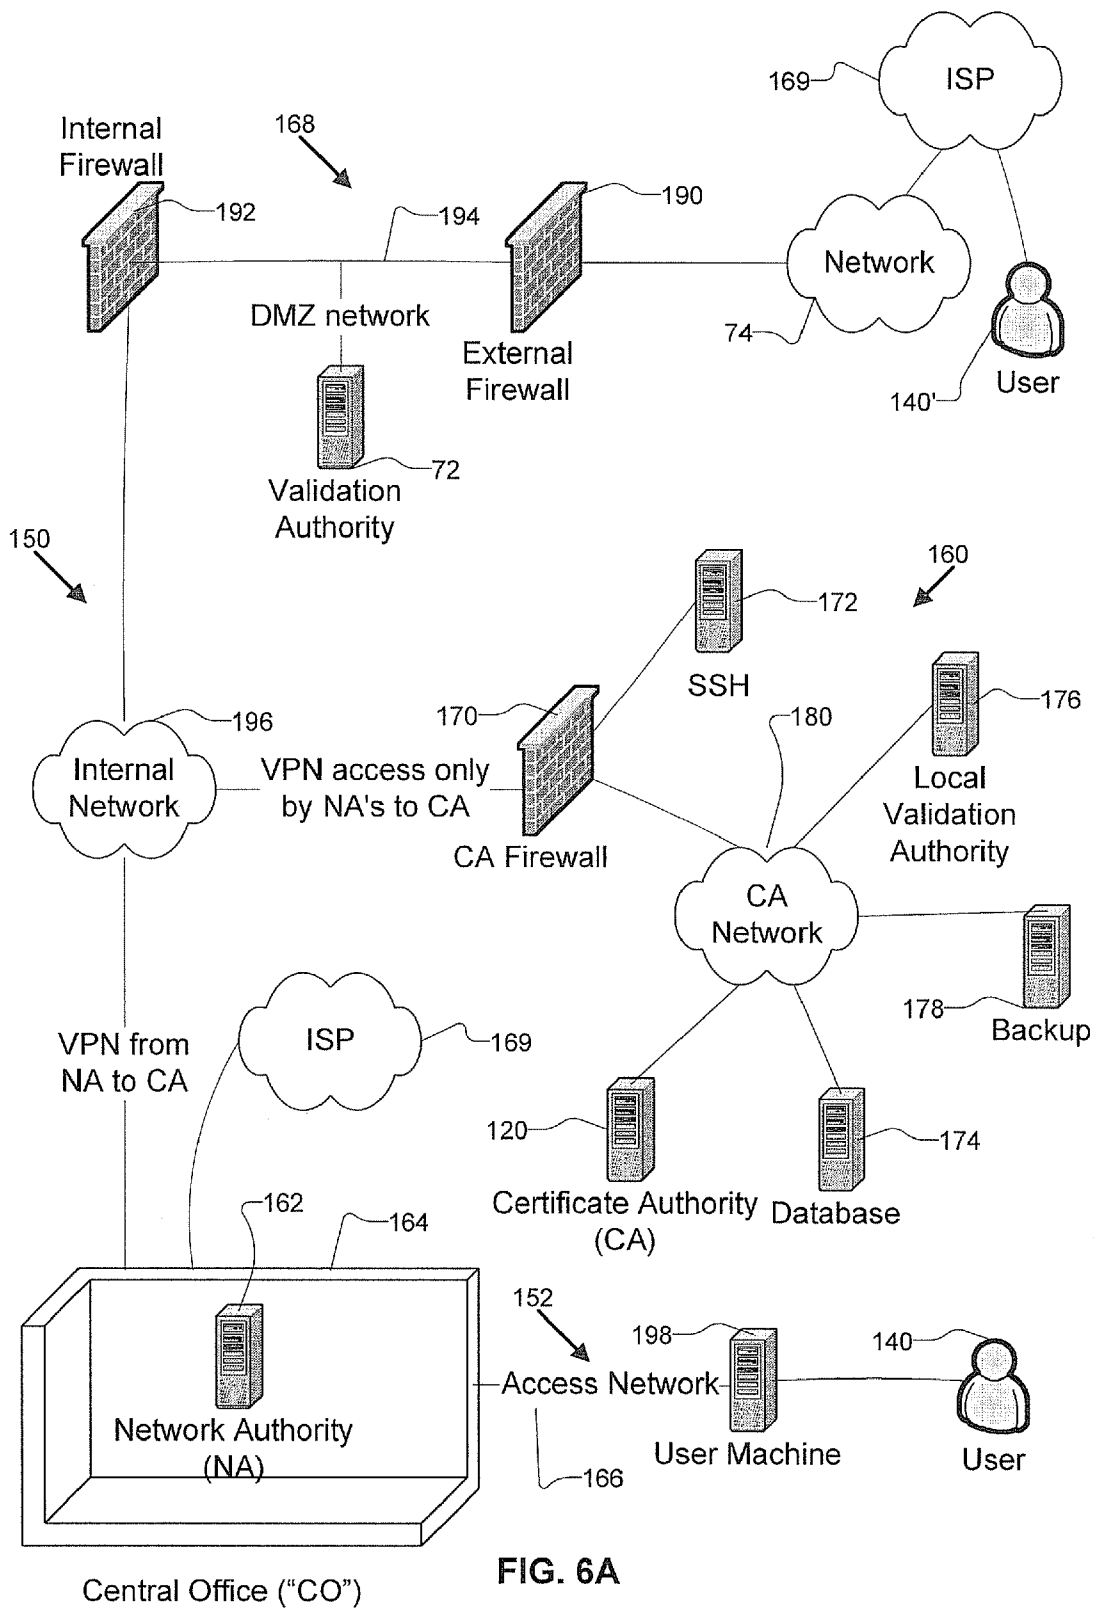 ISP
169
Internal
Firewall
168
192
194
190
Network
DMZ network
74
External
Firewall
User
140'
72
Validation
Authority
150
160
172
SSH
176
196
170
180
Internal
Network
VPN access only
by NA's to CA
Local
Validation
Authority
CA Firewall
CA
Network
178
Backup
ISP
169
VPN from
NA to CA
120
174
Certificate Authority
(CA)
Database
162
164
152
198
140
Access Network
Network Authority
(NA)
User Machine
User
166
FIG. 6A
Central Office ("CO")